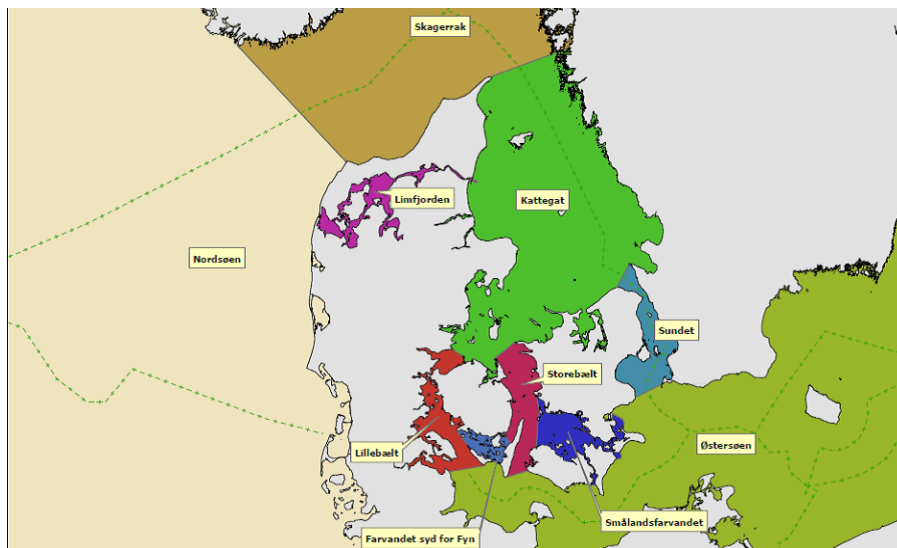 Skagerrak
Limfjorden
Kattegat
Nordsøen
Sundet
Storebælt
Østersøen
Lillebælt
Smålandsfarvandet
Farvandet syd for Fyn